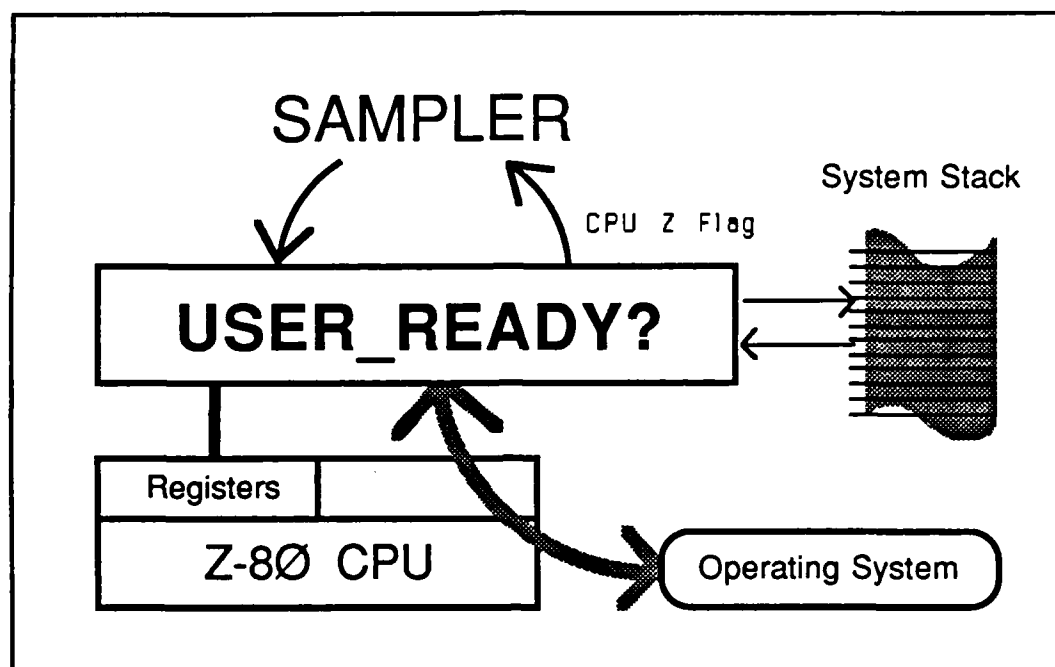 SAMPLER
System Stack
CPU Z Flag
USER_READY?
Registers
Z-8Ø CPU
Operating System